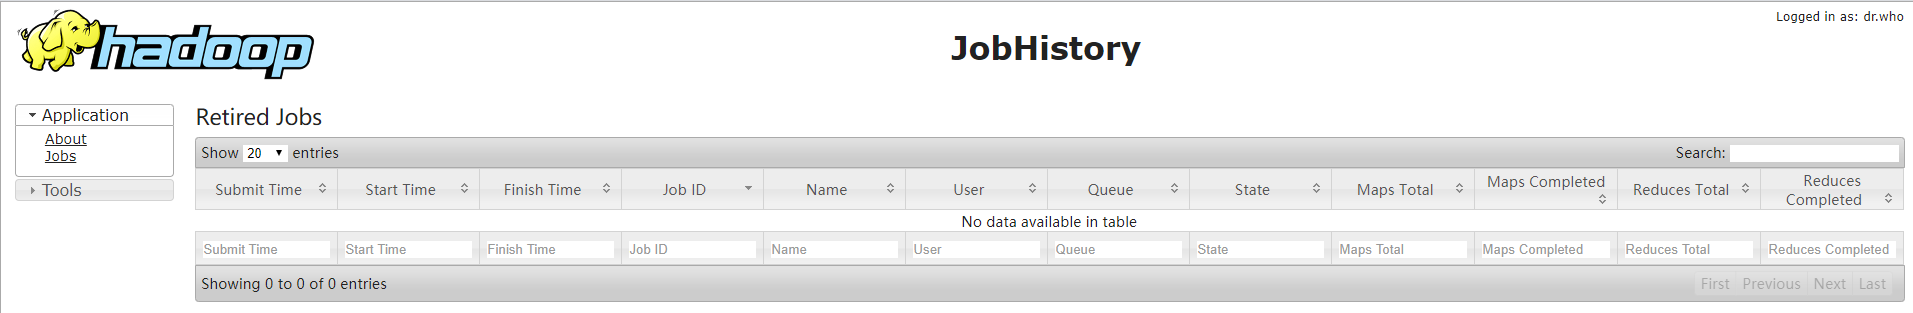 Logged in as: dr.who
hadoop
JobHistory
Application
About
Jobs
Tools
Retired Jobs
Show 20 entries Search:
Submit Time Start Time Finish Time Job ID Name User Queue State Maps Total Maps Completed Reduces Total Reduces Completed
No data available in table
Submit Time Start Time Finish Time Job ID Name User Queue State Maps Total Maps Completed Reduces Total Reduces Completed
Showing 0 to 0 of 0 entries First Previous Next Last